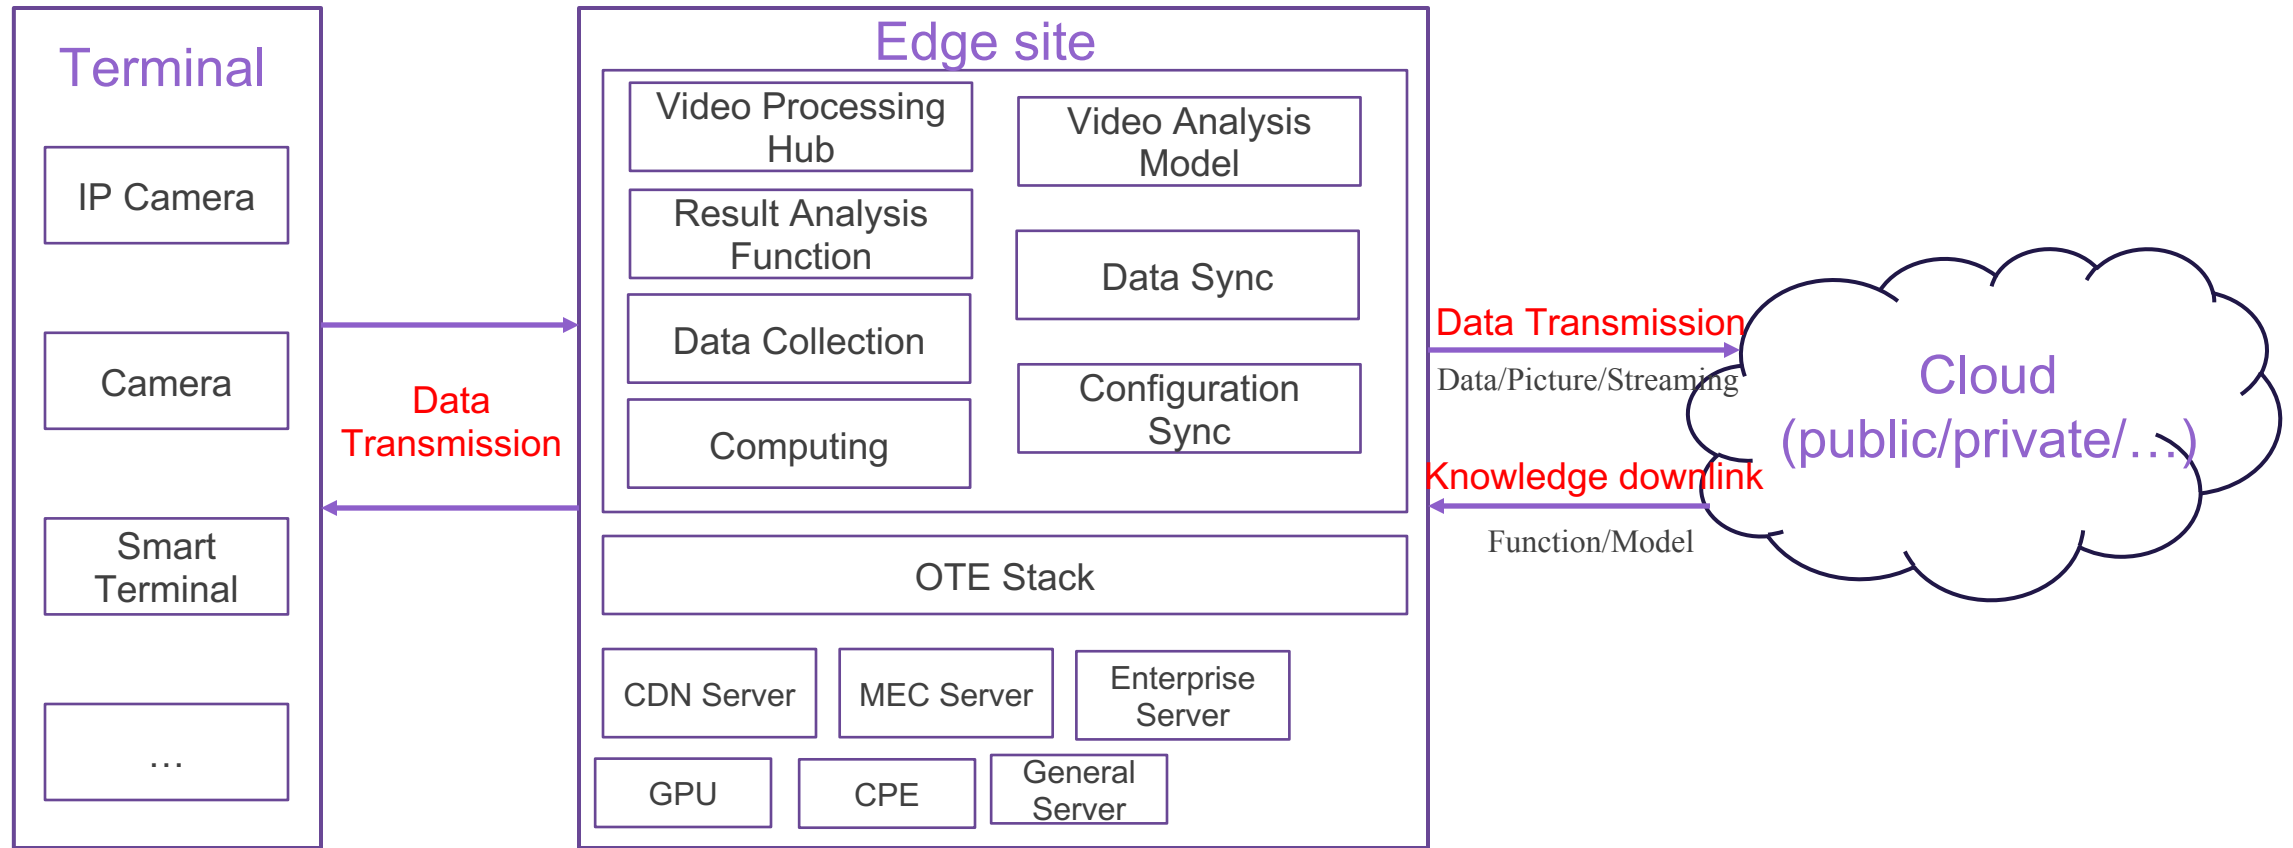 Terminal
IP Camera
Camera
Smart
Terminal
…
Data
Transmission
Edge site
Video Processing
Hub
Result Analysis
Function
Data Collection
Computing
Video Analysis
Model
Data Sync
Configuration
Sync
OTE Stack
CDN Server
MEC Server
Enterprise
Server
GPU
CPE
General
Server
Data Transmission
Data/Picture/Streaming
Knowledge downlink
Function/Model
Cloud
(public/private/…)